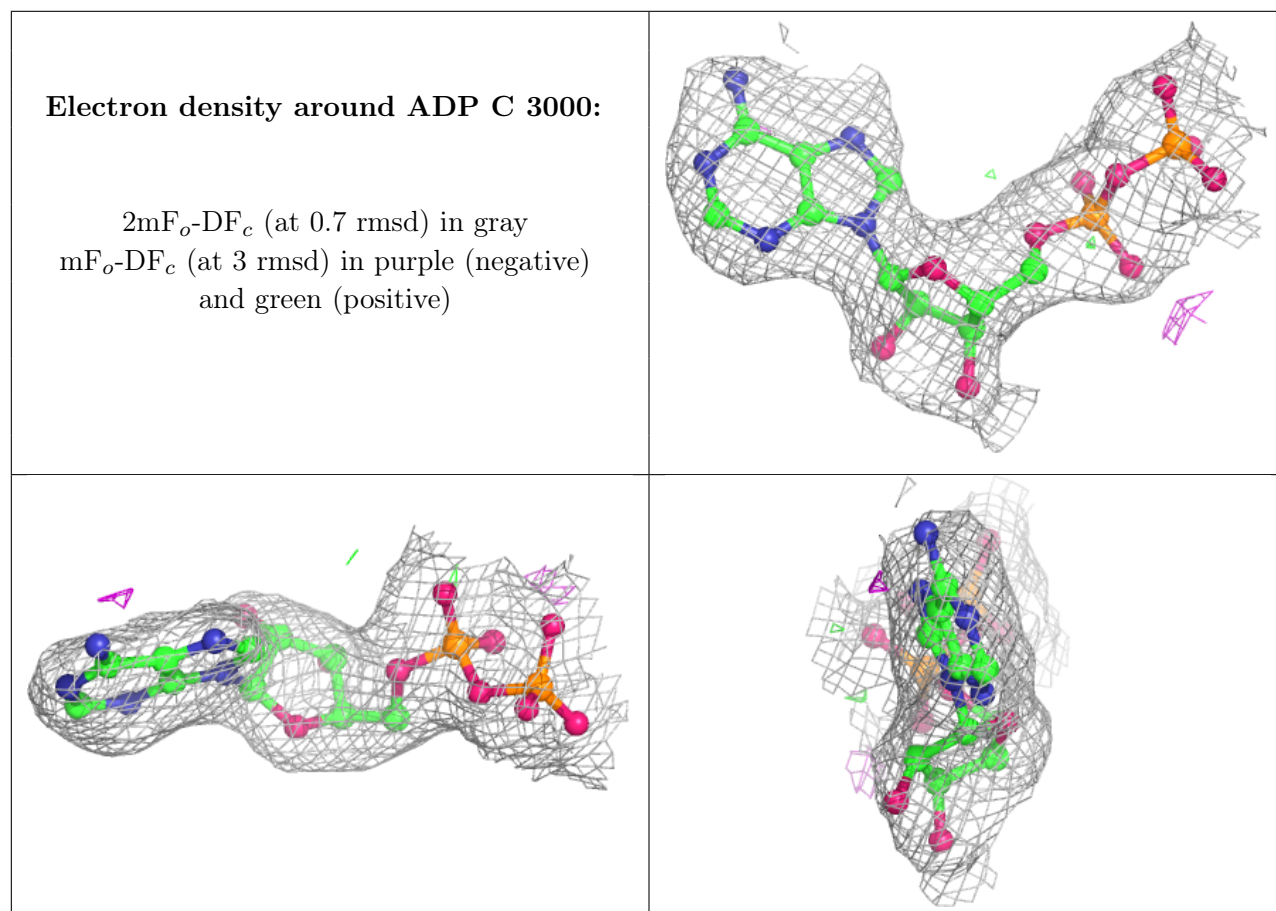 Electron density around ADP C 3000:
2mFo-DFc (at 0.7 rmsd) in gray
mFo-DFc (at 3 rmsd) in purple (negative)
and green (positive)